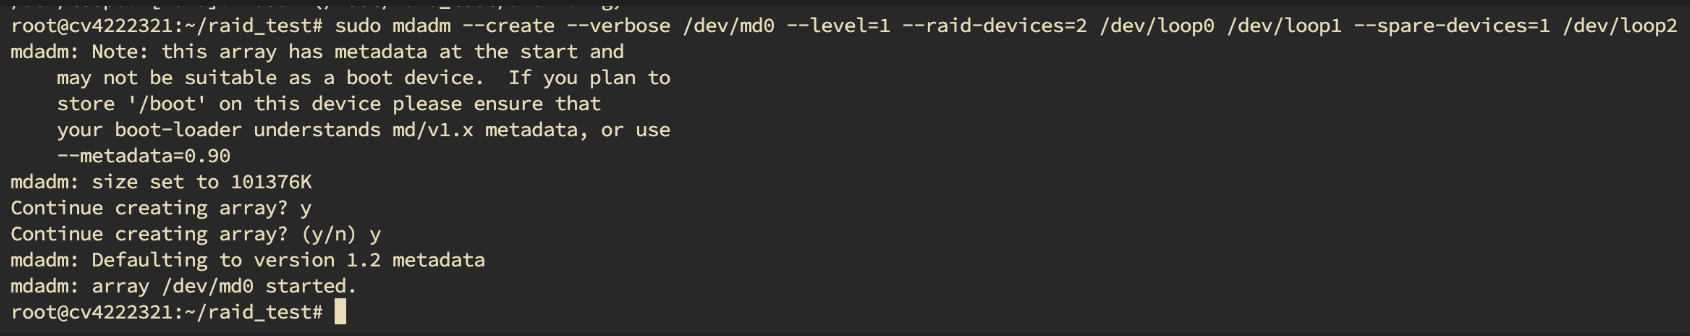 root@cv4222321:~/raid_test# sudo mdadm --create --verbose /dev/md0 --level=1 --raid-devices=2 /dev/loop0 /dev/loop1 --spare-devices=1 /dev/loop2
mdadm: Note: this array has metadata at the start and
    may not be suitable as a boot device.  If you plan to
    store '/boot' on this device please ensure that
    your boot-loader understands md/v1.x metadata, or use
    --metadata=0.90
mdadm: size set to 101376K
Continue creating array? y
Continue creating array? (y/n) y
mdadm: Defaulting to version 1.2 metadata
mdadm: array /dev/md0 started.
root@cv4222321:~/raid_test#